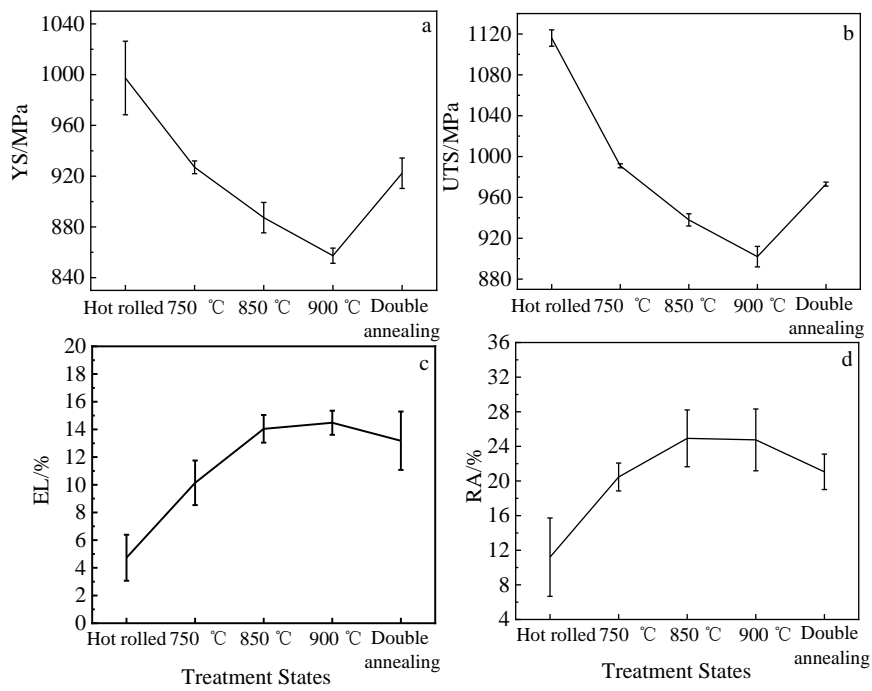 a
YS/MPa
1040
1000
960
920
880
840
Hot rolled 750 ℃ 850 ℃ 900 ℃ Double
annealing
b
UTS/MPa
1120
1080
1040
1000
960
920
880
Hot rolled 750 ℃ 850 ℃ 900 ℃ Double
annealing
c
EL/%
20
18
16
14
12
10
8
6
4
2
0
Hot rolled 750 ℃ 850 ℃ 900 ℃ Double
annealing
Treatment States
d
RA/%
36
32
28
24
20
16
12
8
4
Hot rolled 750 ℃ 850 ℃ 900 ℃ Double
annealing
Treatment States